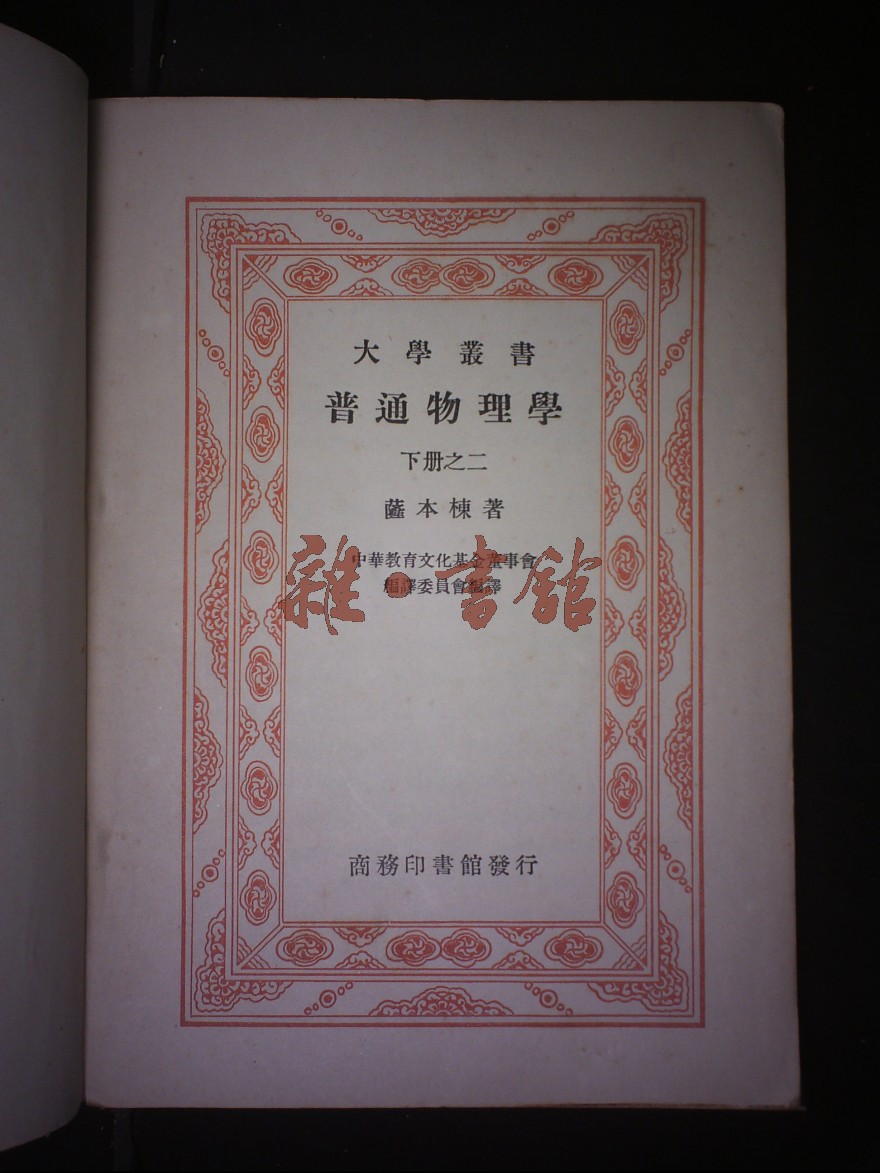 大學叢書
普通物理學
下册之二
薩本棟著
中華教育文化基金董事會
編譯委員會編譯
雜·書館
商務印書館發行